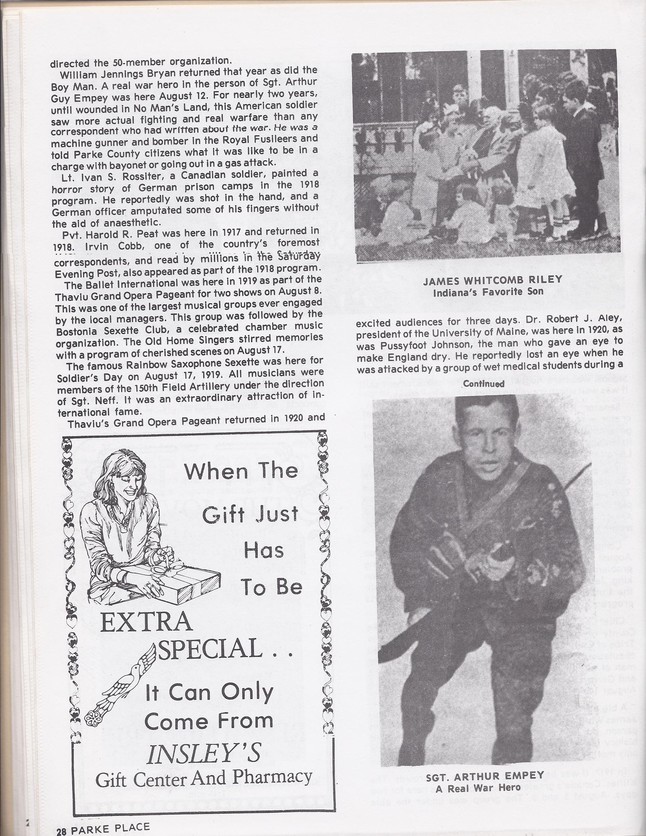 directed the 50-member organization.
William Jennings Bryan returned that year as did the
Boy Man. A real war hero in the person of Sgt. Arthur
Guy Empey was here August 12. For nearly two years,
until wounded in No Man's Land, this American soldier
saw more actual fighting and real warfare than any
correspondent who had written about the war. He was a
machine gunner and bomber in the Royal Fusileers and
told Parke County citizens what it was like to be in a
charge with bayonet or going out in a gas attack.
Lt. Ivan S. Rossiter, a Canadian soldier, painted a
horror story of German prison camps in the 1918
program. He reportedly was shot in the hand, and a
German officer amputated some of his fingers without
the aid of anaesthetic.
Pvt. Harold R. Peat was here in 1917 and returned in
1918. Irvin Cobb, one of the country's foremost
correspondents, and read by millions in the Saturday
Evening Post, also appeared as part of the 1918 program.
The Ballet International was here in 1919 as part of the
Thaviu Grand Opera Pageant for two shows on August 8.
This was one of the largest musical groups ever engaged
by the local managers. This group was followed by the
Bostonia Sexette Club, a celebrated chamber music
organization. The Old Home Singers stirred memories
with a program of cherished scenes on August 17.
The famous Rainbow Saxophone Sexette was here for
Soldier's Day on August 17, 1919. All musicians were
members of the 150th Field Artillery under the direction
of Sgt. Neff. It was an extraordinary attraction of in-
ternational fame.
Thaviu's Grand Opera Pageant returned in 1920 and
When The
Gift Just
Has
To Be
EXTRA
SPECIAL . .
It Can Only
Come From
INSLEY'S
Gift Center And Pharmacy
28 PARKE PLACE
JAMES WHITCOMB RILEY
Indiana's Favorite Son
excited audiences for three days. Dr. Robert J. Aley,
president of the University of Maine, was here in 1920, as
was Pussyfoot Johnson, the man who gave an eye to
make England dry. He reportedly lost an eye when he
was attacked by a group of wet medical students during a
Continued
SGT. ARTHUR EMPEY
A Real War Hero